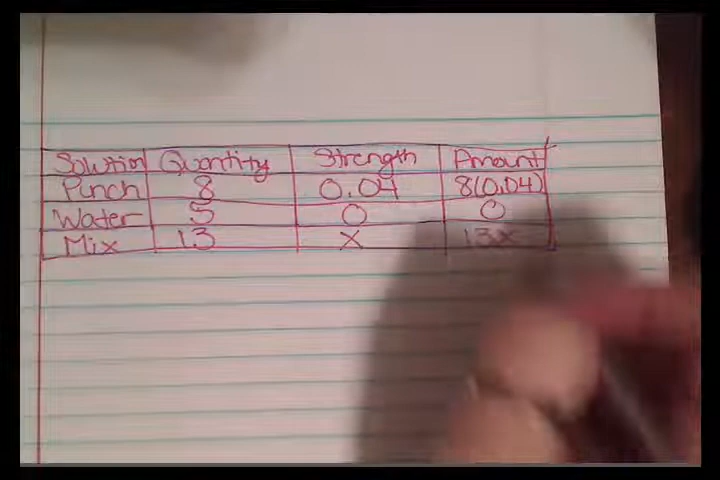 Solution Quantity Strength Amount
Punch 8 0.04 8(0.04)
Water 5 0 0
Mix 13 x 13x